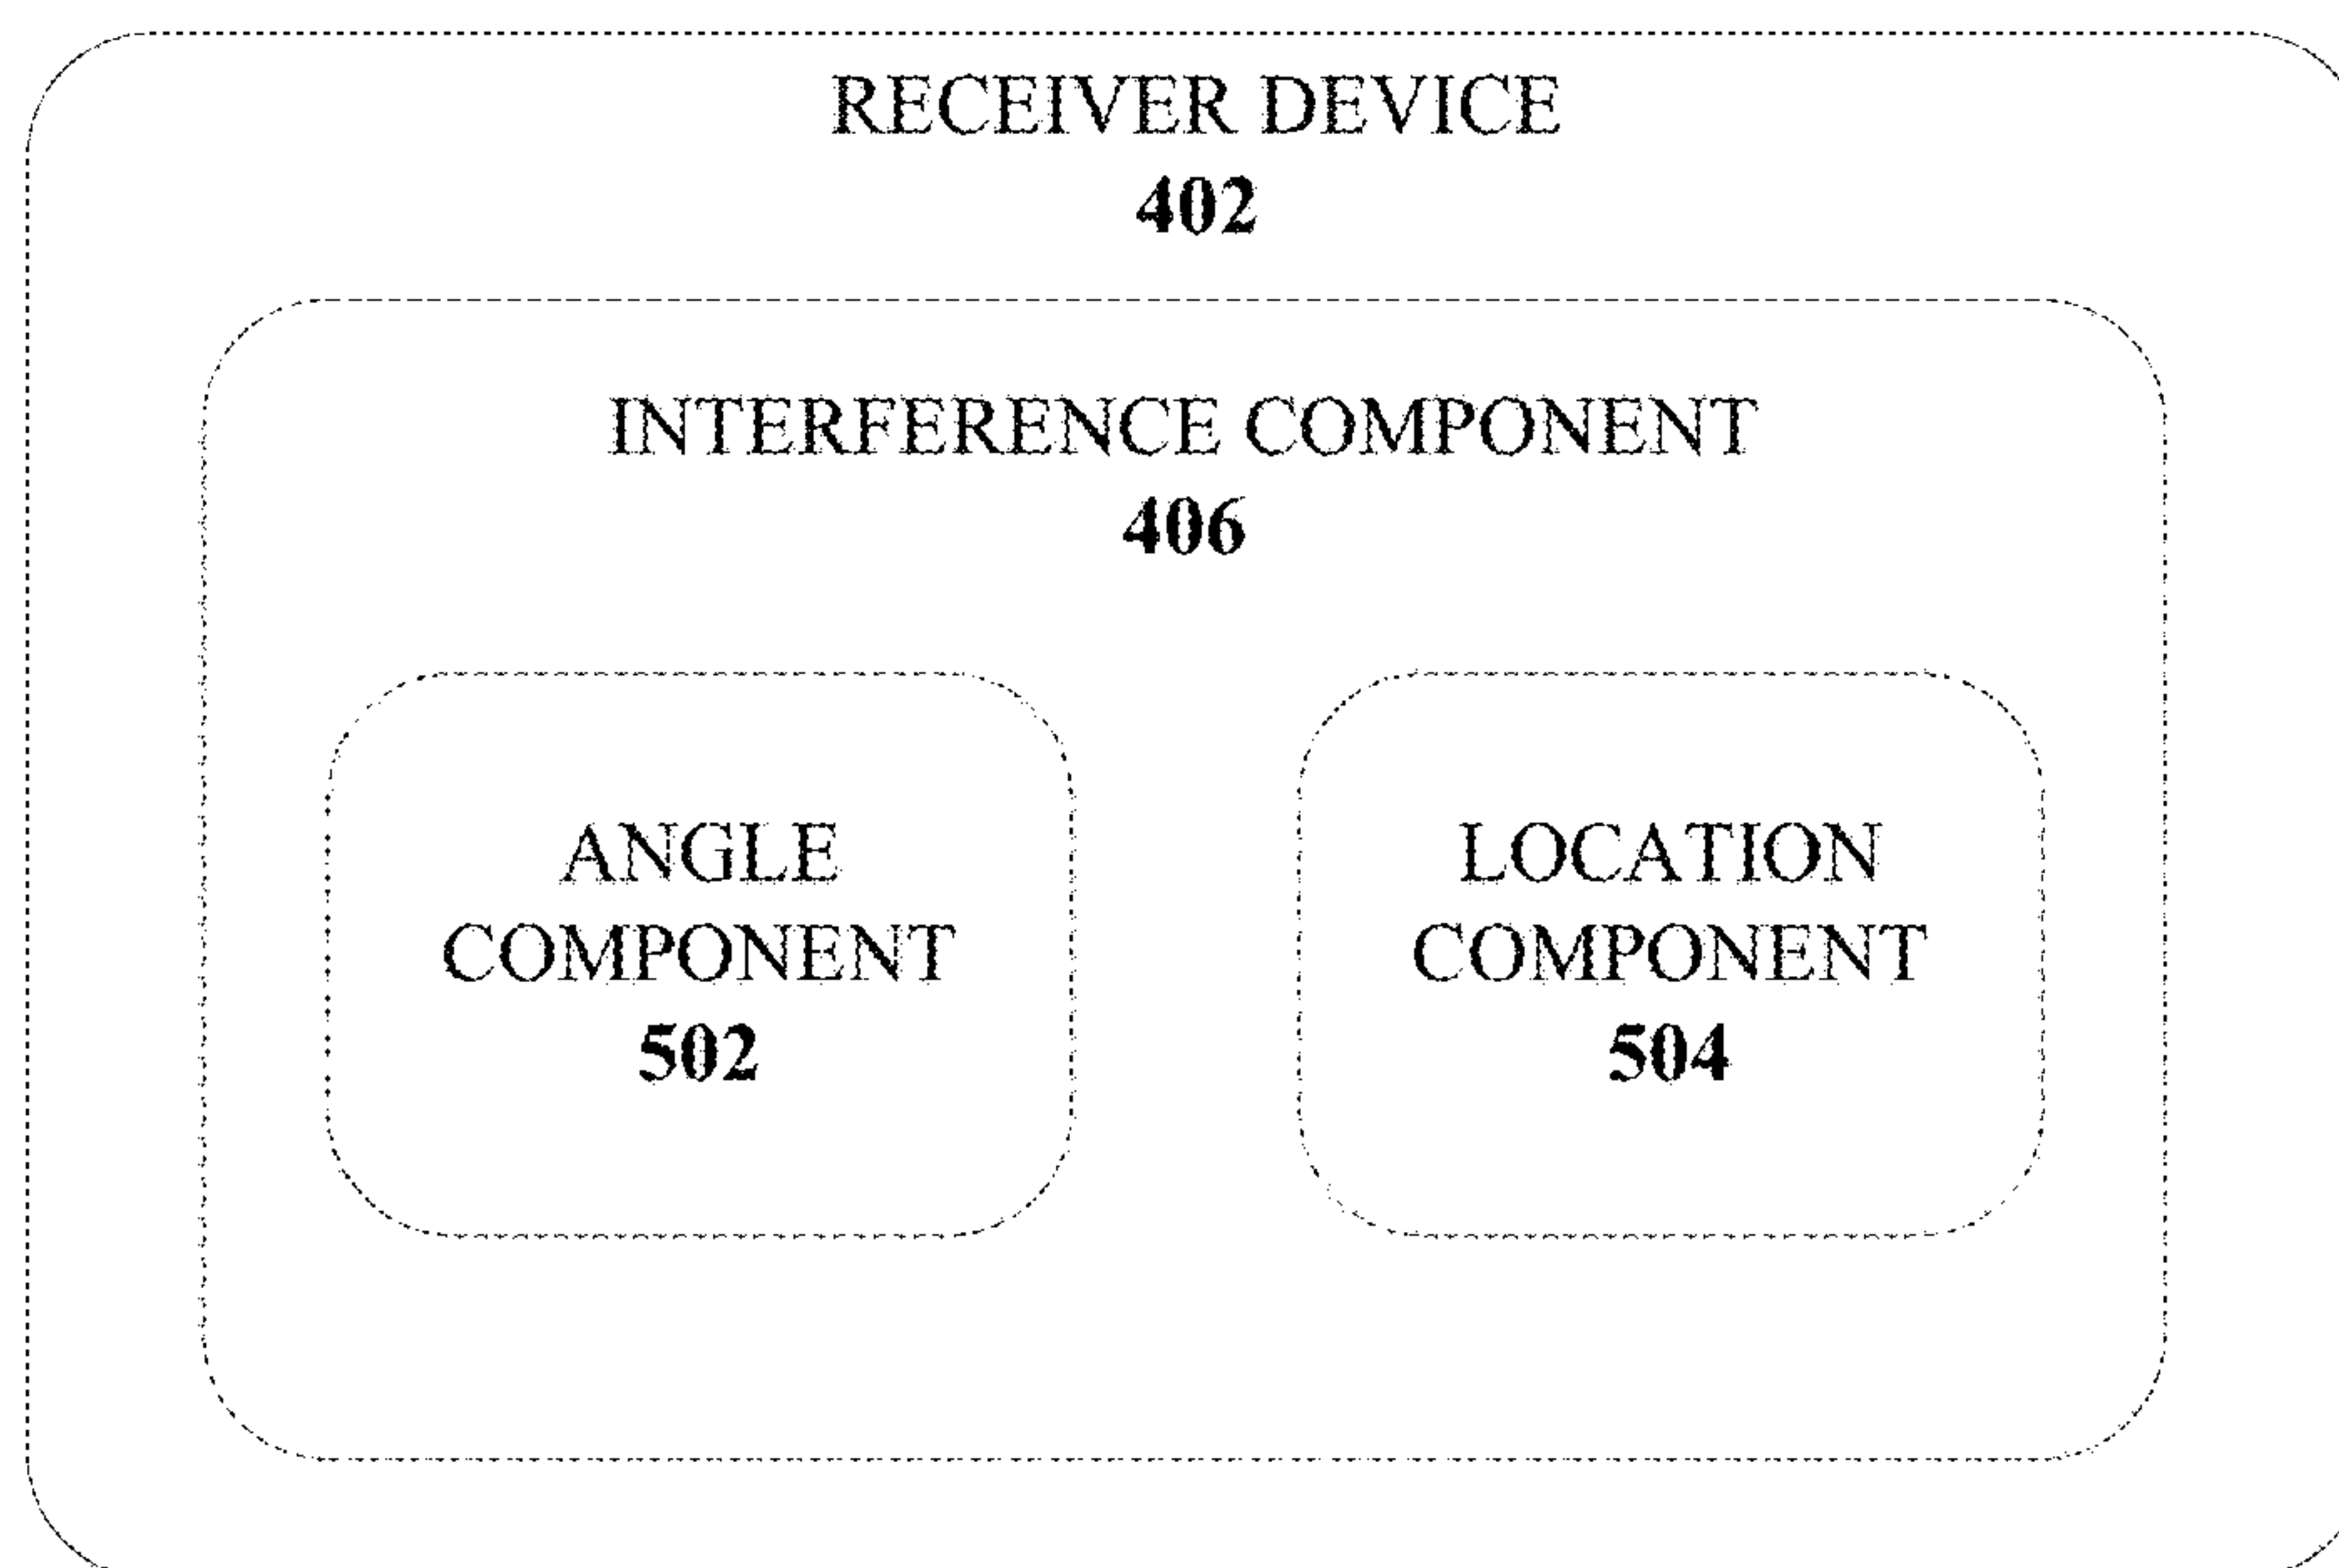 RECEIVER DEVICE
402
INTERFERENCE COMPONENT
406
ANGLE
COMPONENT
502
LOCATION
COMPONENT
504